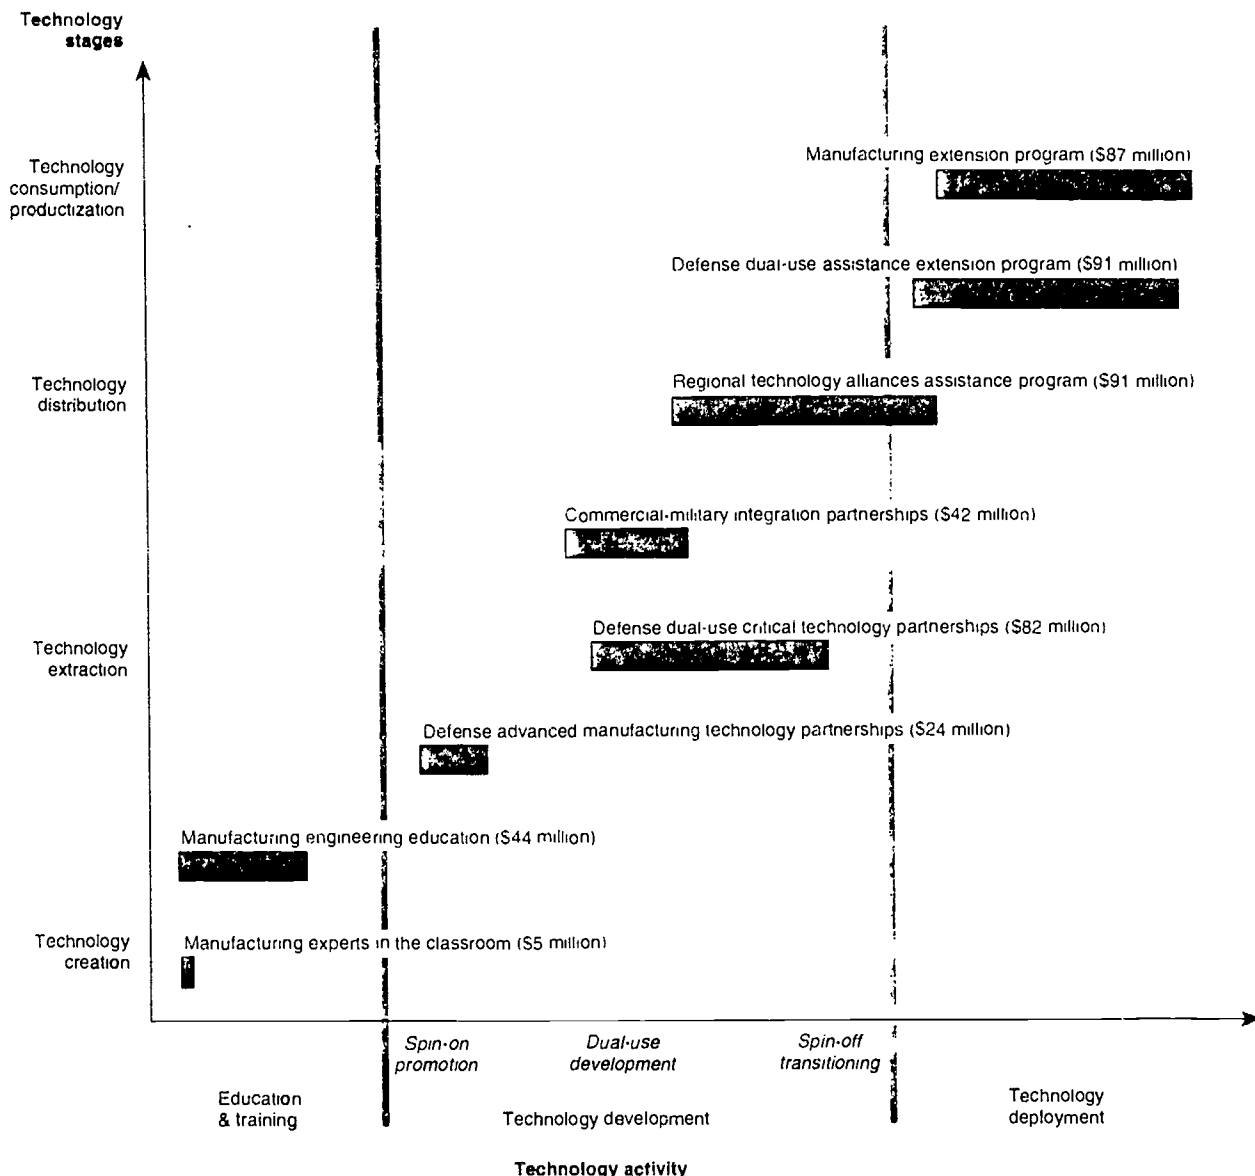 Technology
stages
Manufacturing extension program ($87 million)
Technology
consumption/
productization
Defense dual-use assistance extension program ($91 million)
Regional technology alliances assistance program ($91 million)
Technology
distribution
Commercial-military integration partnerships ($42 million)
Defense dual-use critical technology partnerships ($82 million)
Technology
extraction
Defense advanced manufacturing technology partnerships ($24 million)
Manufacturing engineering education ($44 million)
Manufacturing experts in the classroom ($5 million)
Technology
creation
Spin-on
promotion
Dual-use
development
Spin-off
transitioning
Education
& training
Technology development
Technology
deployment
Technology activity